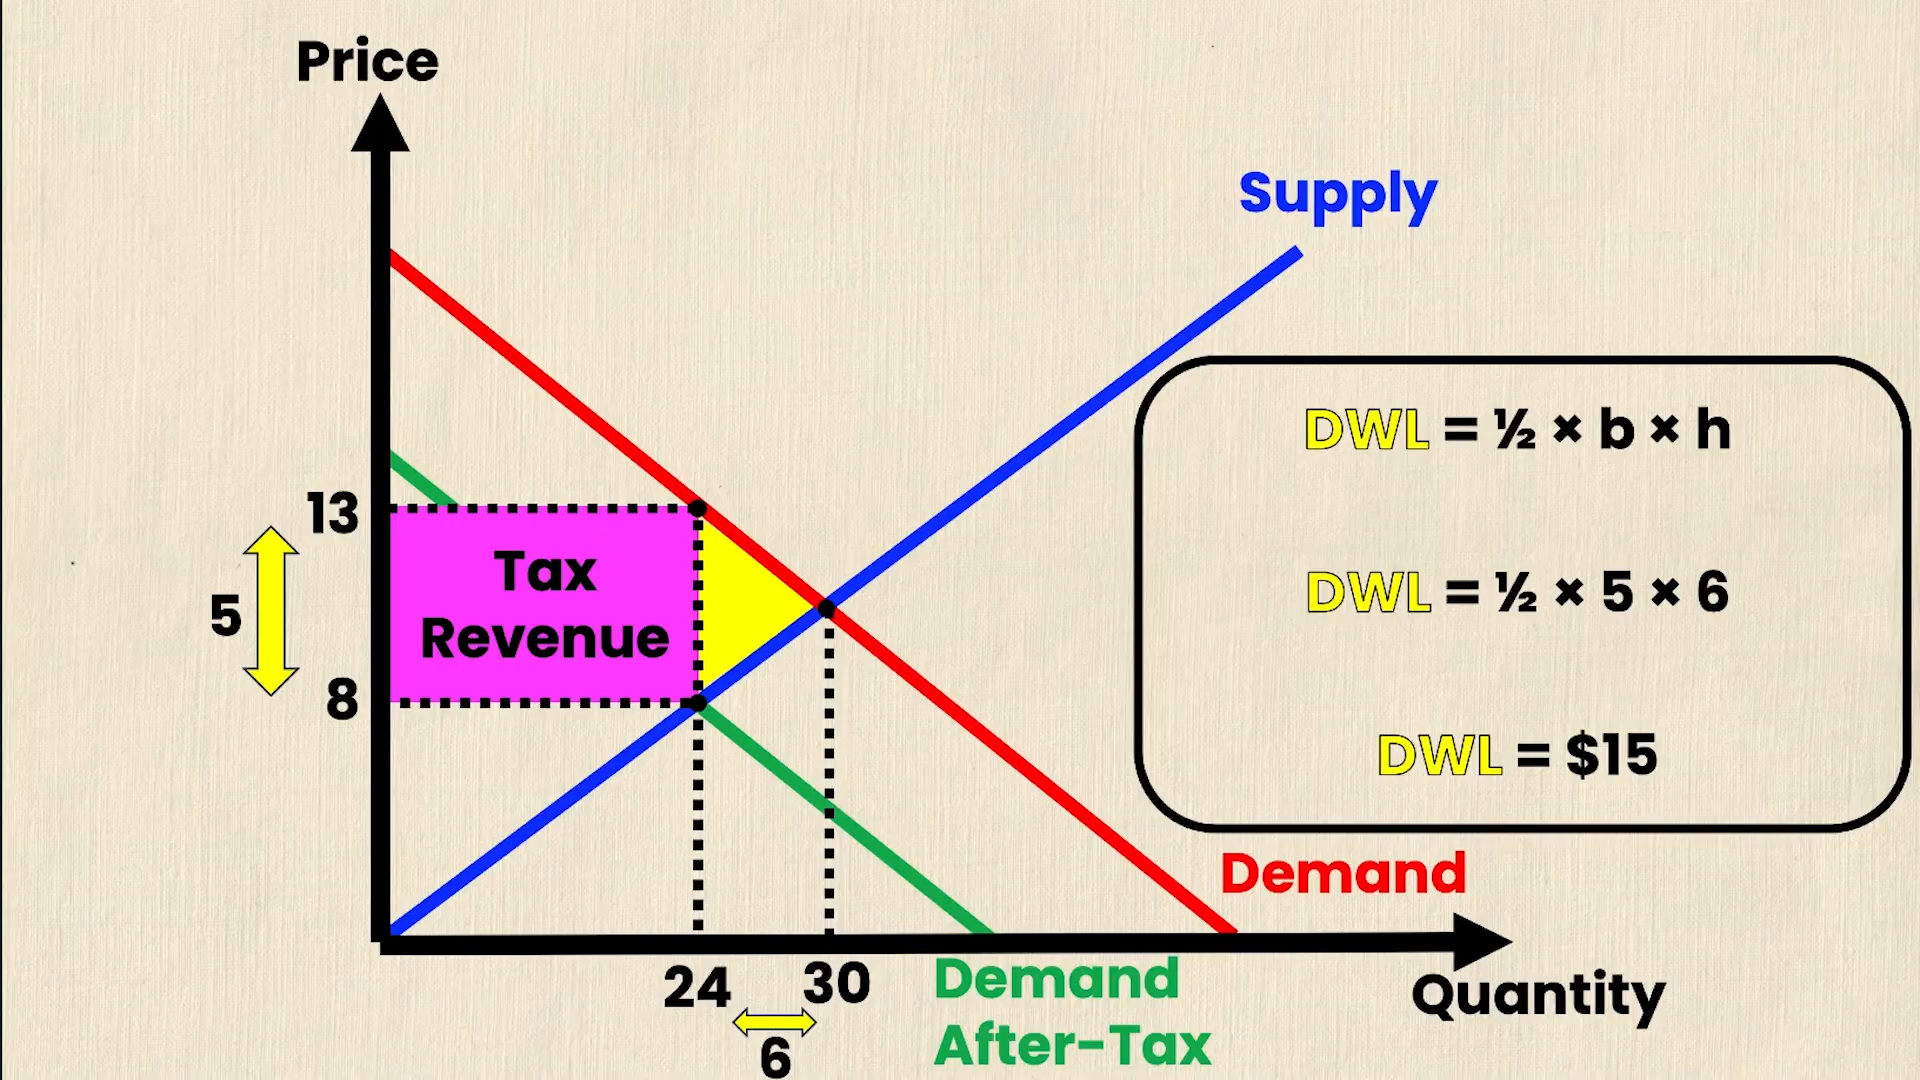 Price
Supply
DWL = ½ × b × h
13
Tax
Revenue
5
DWL = ½ × 5 × 6
8
DWL = $15
Demand
24
30
6
Demand
After-Tax
Quantity